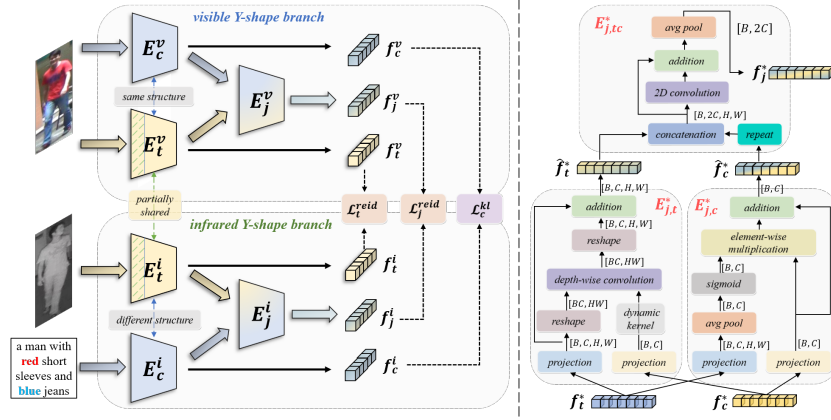 visible Y-shape branch
E_c^v
f_c^v
same structure
E_j^v
f_j^v
E_t^v
f_t^v
partially
shared
L_t^reid
L_j^reid
L_c^kl
infrared Y-shape branch
E_t^i
f_t^i
different structure
E_j^i
f_j^i
a man with
red short
sleeves and
blue jeans
E_c^i
f_c^i
E_{j,tc}^*
avg pool
[B, 2C]
addition
f_j^*
2D convolution
[B, 2C, H, W]
concatenation
repeat
f̂_t^*
f̂_c^*
[B, C, H, W]
[B, C]
addition
E_{j,t}^*
E_{j,c}^*
addition
[B, C, H, W]
reshape
element-wise
multiplication
[BC, HW]
[B, C]
depth-wise convolution
sigmoid
[BC, HW]
[B, C]
reshape
dynamic
kernel
avg pool
[B, C, H, W]
[B, C]
[B, C, H, W]
[B, C]
projection
projection
projection
projection
f_t^*
f_c^*